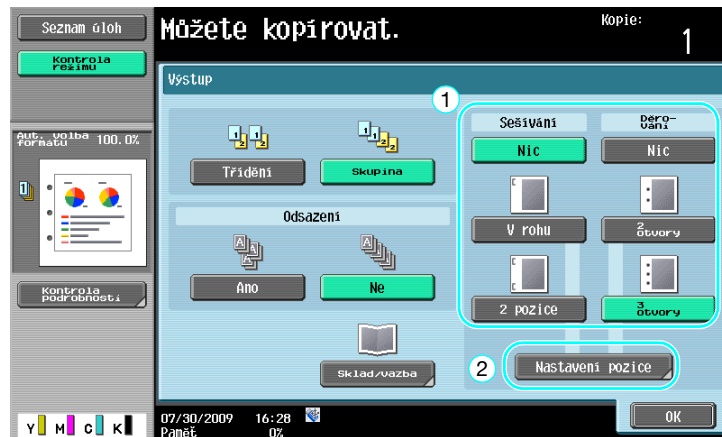 Seznam úloh
Kontrola
režimu
Můžete kopírovat.
Kopie:
1
Výstup
Aut. volba
formátu
100.0%
Kontrola
podrobností
Třídění
Skupina
Odsazení
Ano
Ne
Sklad/vazba
1
Sešívání
Děro-
vání
Nic
Nic
V rohu
2
otvory
2 pozice
3
otvory
2
Nastavení pozice
OK
Y M C K
07/30/2009 16:28
Paměť 0%